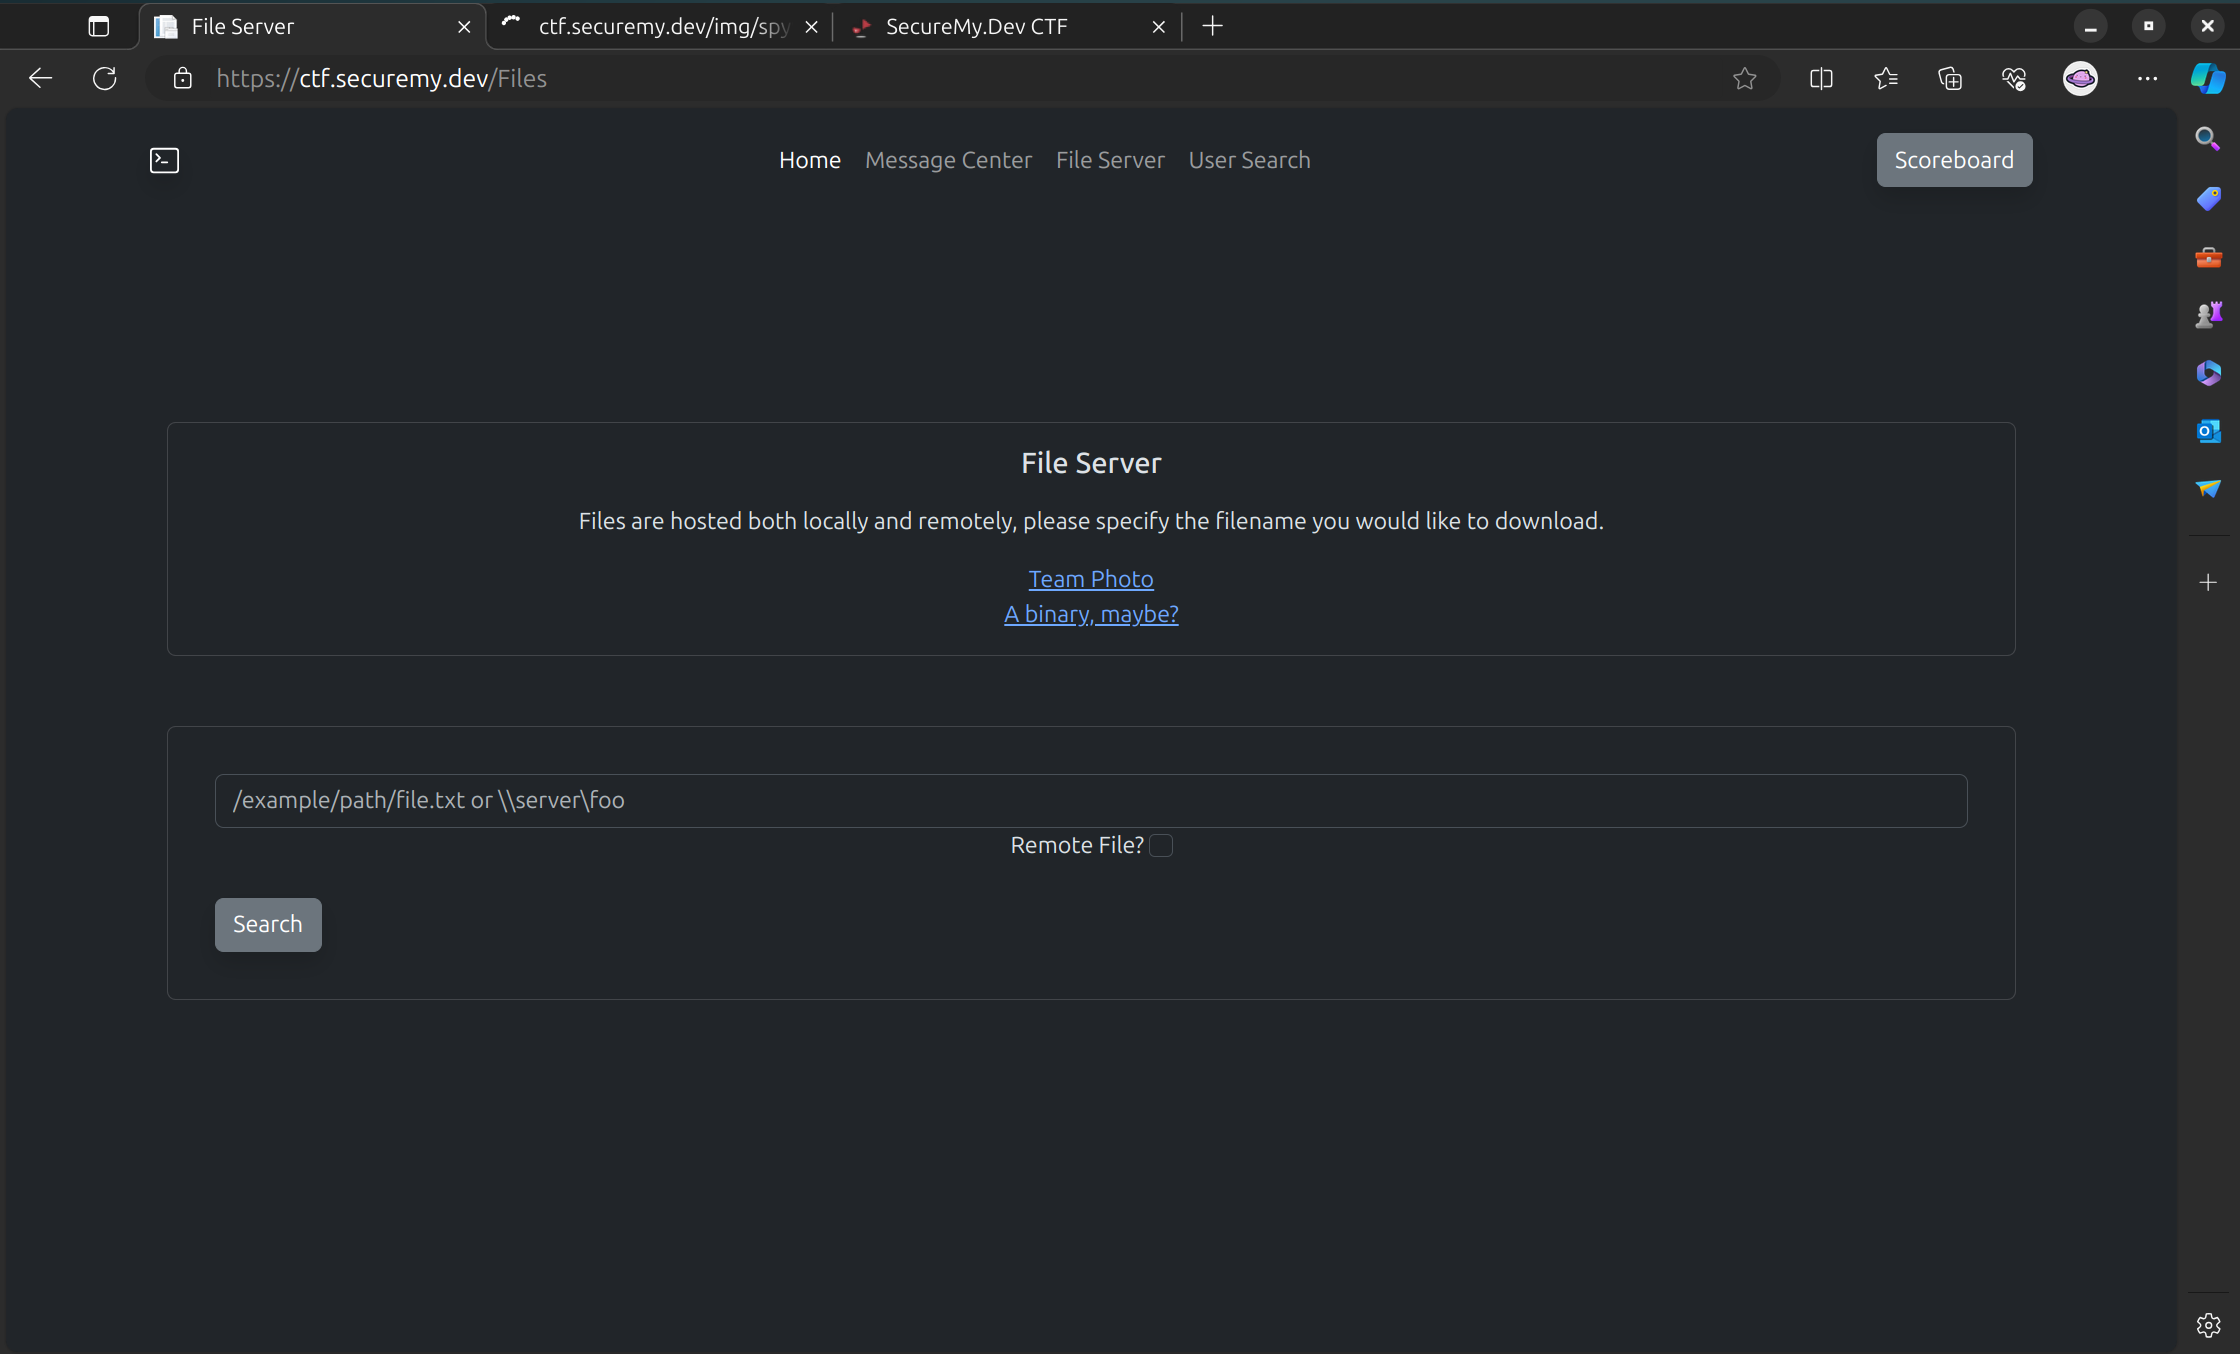 File Server
ctf.securemy.dev/img/spy
SecureMy.Dev CTF
https://ctf.securemy.dev/Files
Home Message Center File Server User Search
Scoreboard
File Server
Files are hosted both locally and remotely, please specify the filename you would like to download.
Team Photo
A binary, maybe?
/example/path/file.txt or \\server\foo
Remote File?
Search